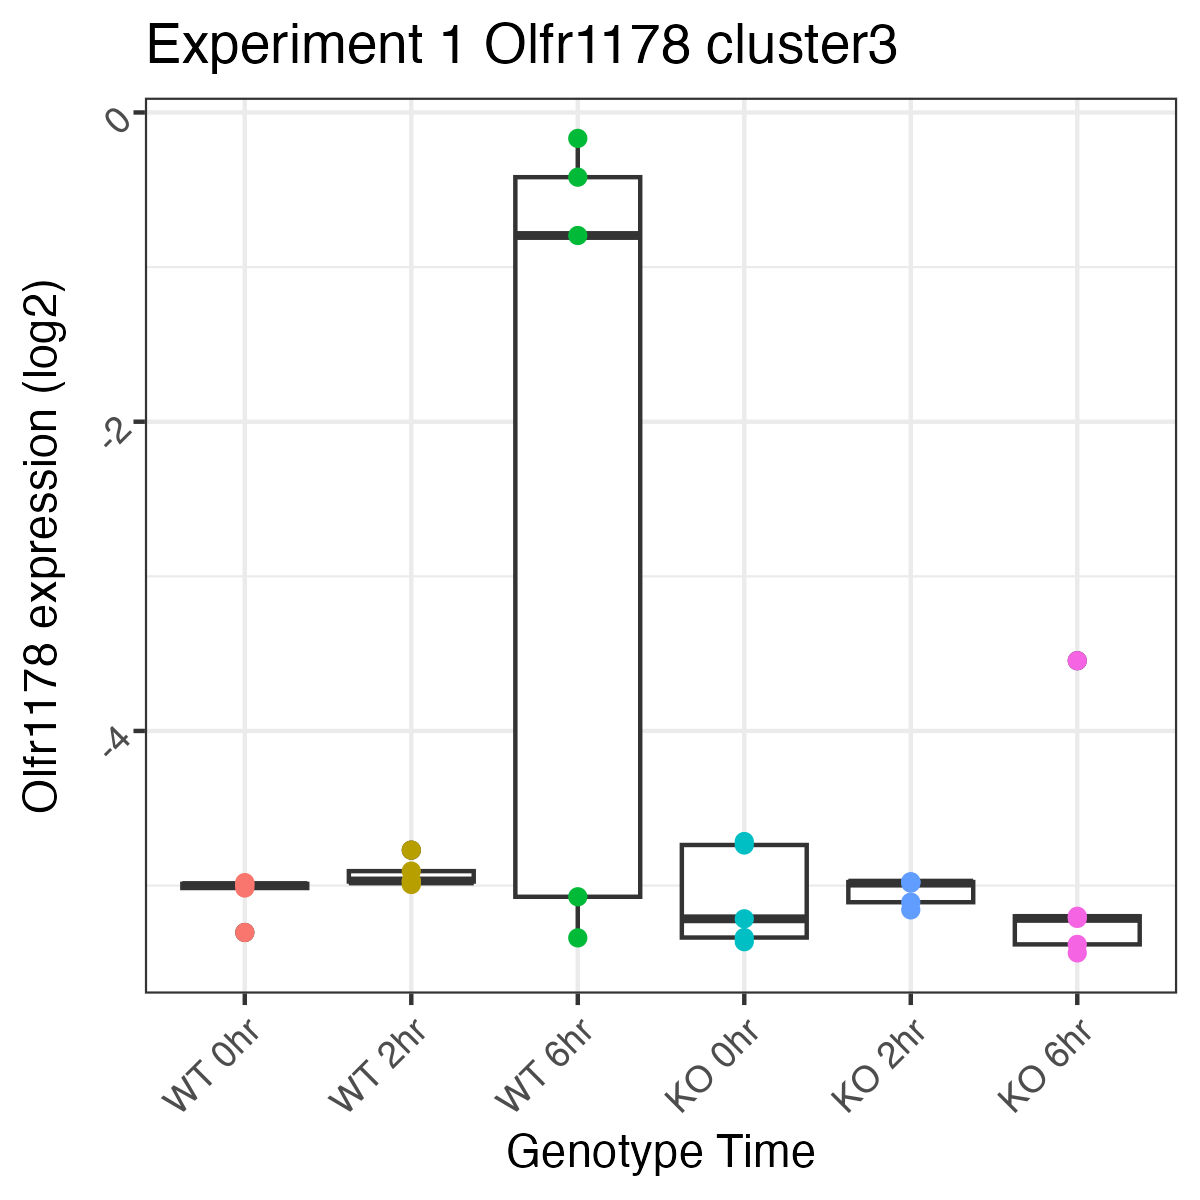 Experiment 1 Olfr1178 cluster3
Olfr1178 expression (log2)
0
-2
-4
WT 0hr
WT 2hr
WT 6hr
KO 0hr
KO 2hr
KO 6hr
Genotype Time